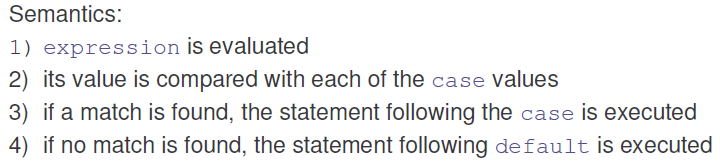 Semantics:
1) expression is evaluated
2) its value is compared with each of the case values
3) if a match is found, the statement following the case is executed
4) if no match is found, the statement following default is executed